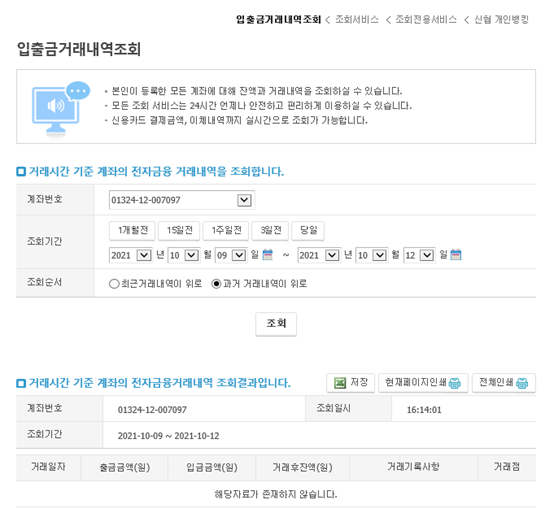 입출금거래내역조회 < 조회서비스 < 조회전용서비스 < 신협 개인뱅킹
입출금거래내역조회
본인이 등록한 모든 계좌에 대해 잔액과 거래내역을 조회하실 수 있습니다.
모든 조회 서비스는 24시간 언제나 안전하고 편리하게 이용하실 수 있습니다.
신용카드 결제금액, 이체내역까지 실시간으로 조회가 가능합니다.
거래시간 기준 계좌의 전자금융 거래내역을 조회합니다.
계좌번호 01324-12-007097
1개월전 15일전 1주일전 3일전 당일
조회기간
2021 년 10 월 09 일 ~ 2021 년 10 월 12 일
조회순서 최근거래내역이 위로 과거 거래내역이 위로
조회
거래시간 기준 계좌의 전자금융거래내역 조회결과입니다. 저장 현재페이지인쇄 전체인쇄
계좌번호 01324-12-007097 조회일시 16:14:01
조회기간 2021-10-09 ~ 2021-10-12
거래일자 출금금액(원) 입금금액(원) 거래후잔액(원) 거래기록사항 거래점
해당자료가 존재하지 않습니다.